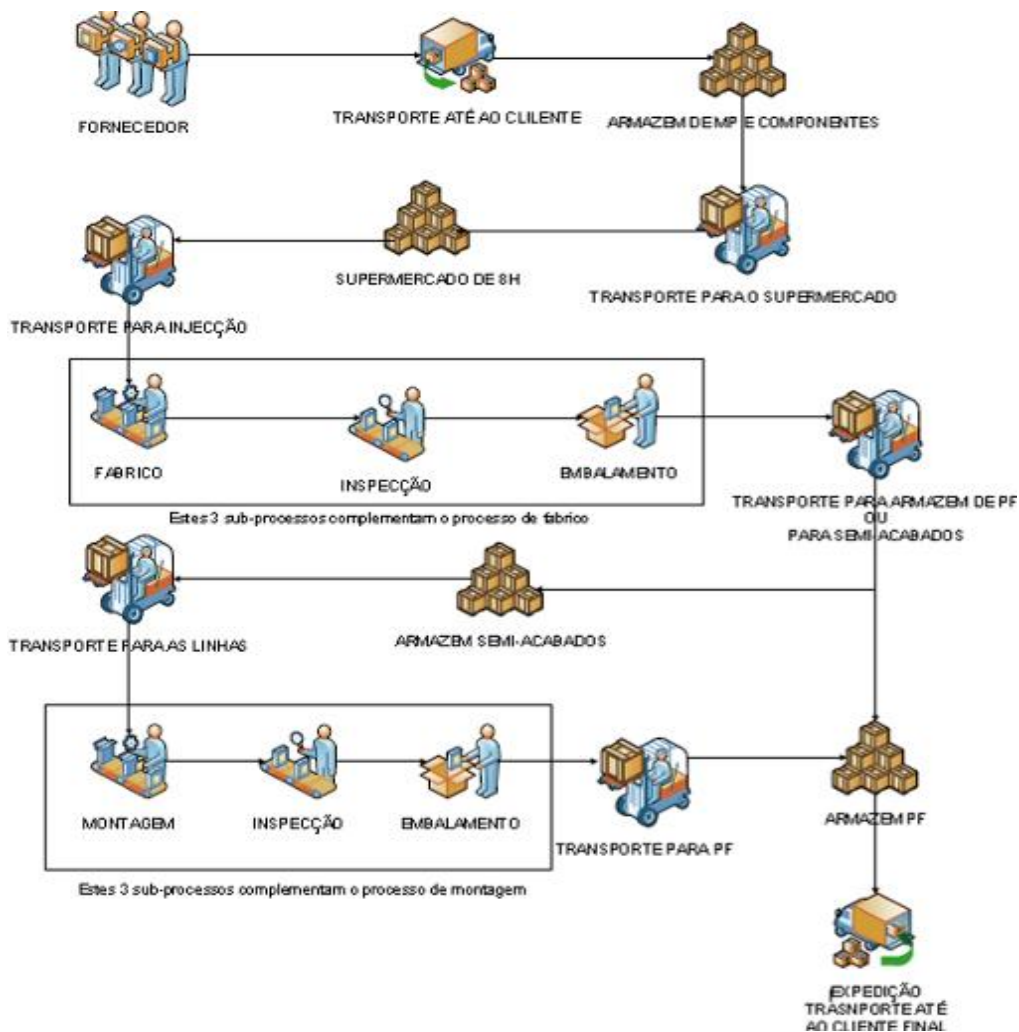 FORNECEDOR
TRANSPORTE ATÉ AO CLILENTE
ARMAZEM DE MP E COMPONENTES
SUPERMERCADO DE 8H
TRANSPORTE PARA O SUPERMERCADO
TRANSPORTE PARA INJECÇÃO
FABRICO
INSPECÇÃO
EMBALAMENTO
TRANSPORTE PARA ARMAZEM DE PF
OU
PARA SEMI-ACABADOS
Estes 3 sub-processos complementam o processo de fabrico
TRANSPORTE PARA AS LINHAS
ARMAZEM SEMI-ACABADOS
MONTAGEM
INSPECÇÃO
EMBALAMENTO
TRANSPORTE PARA PF
ARMAZEM PF
Estes 3 sub-processos complementam o processo de montagem
EXPEDIÇÃO
TRASNPORTE ATÉ
AO CLIENTE FINAL